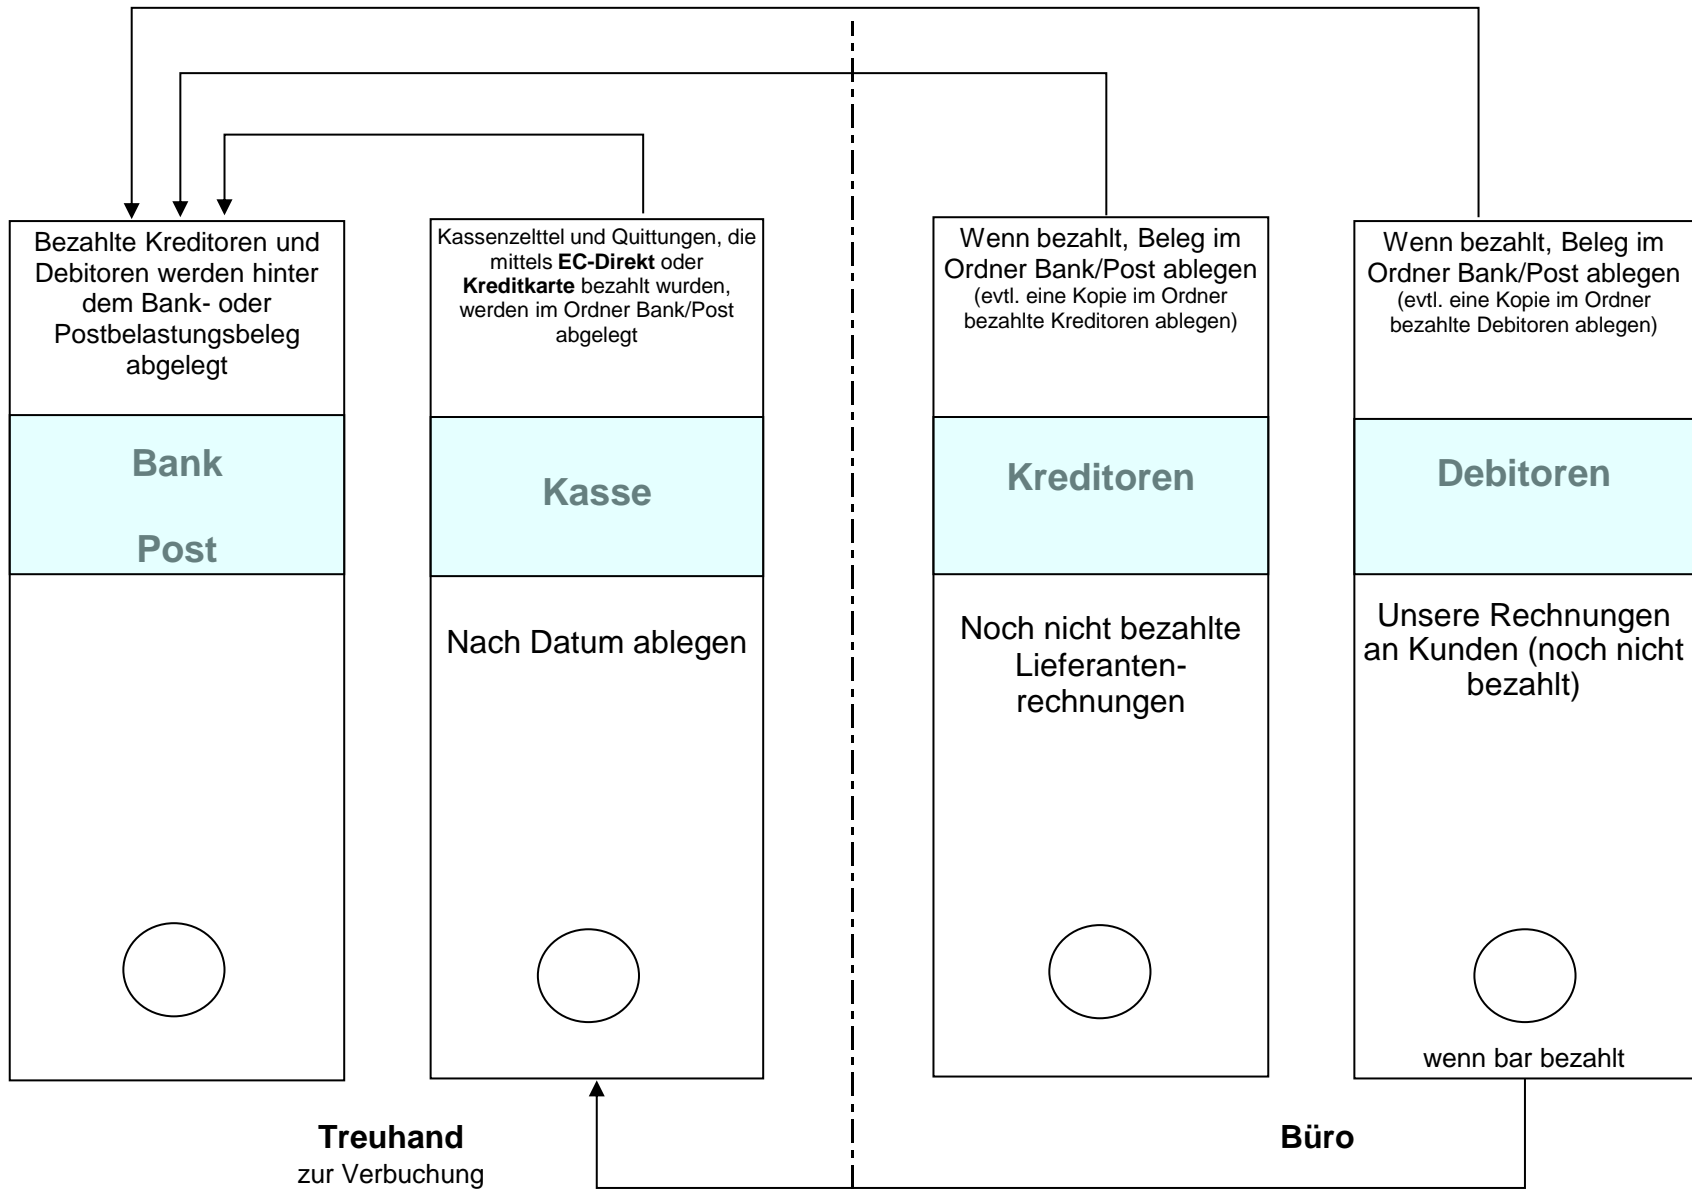 Bezahlte Kreditoren und
Debitoren werden hinter
dem Bank- oder
Postbelastungsbeleg
abgelegt
Bank
Post
Kassenzelttel und Quittungen, die
mittels EC-Direkt oder
Kreditkarte bezahlt wurden,
werden im Ordner Bank/Post
abgelegt
Kasse
Nach Datum ablegen
Wenn bezahlt, Beleg im
Ordner Bank/Post ablegen
(evtl. eine Kopie im Ordner
bezahlte Kreditoren ablegen)
Kreditoren
Noch nicht bezahlte
Lieferanten-
rechnungen
Wenn bezahlt, Beleg im
Ordner Bank/Post ablegen
(evtl. eine Kopie im Ordner
bezahlte Debitoren ablegen)
Debitoren
Unsere Rechnungen
an Kunden (noch nicht
bezahlt)
wenn bar bezahlt
Treuhand
zur Verbuchung
Büro